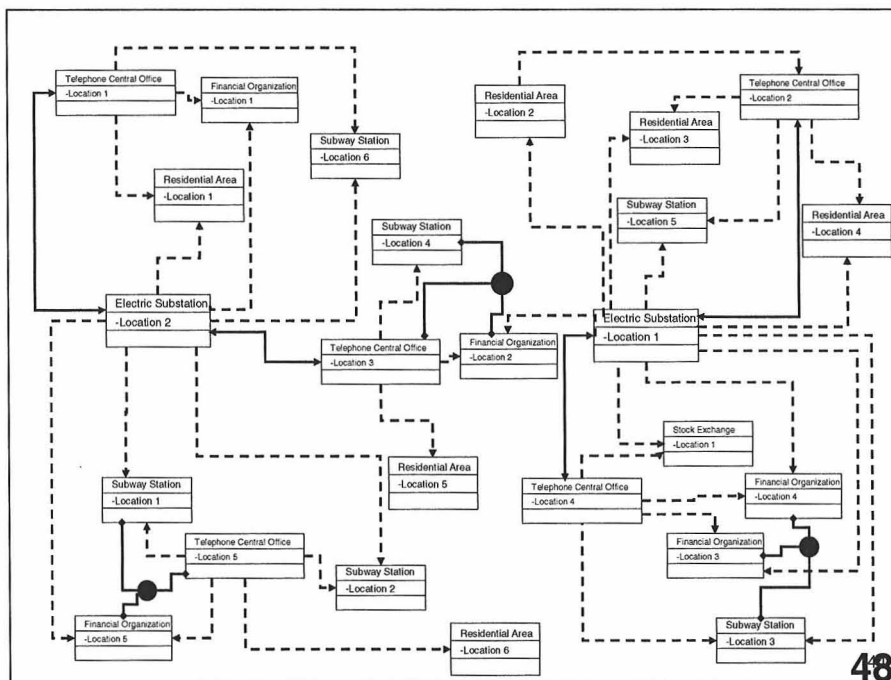 Telephone Central Office
-Location 1
Financial Organization
-Location 1
Residential Area
-Location 2
Telephone Central Office
-Location 2
Subway Station
-Location 6
Residential Area
-Location 3
Residential Area
-Location 1
Subway Station
-Location 4
Subway Station
-Location 5
Residential Area
-Location 4
Electric Substation
-Location 2
Telephone Central Office
-Location 3
Financial Organization
-Location 2
Electric Substation
-Location 1
Stock Exchange
-Location 1
Residential Area
-Location 5
Subway Station
-Location 1
Telephone Central Office
-Location 4
Financial Organization
-Location 4
Telephone Central Office
-Location 5
Financial Organization
-Location 3
Subway Station
-Location 2
Financial Organization
-Location 5
Residential Area
-Location 6
Subway Station
-Location 3
48